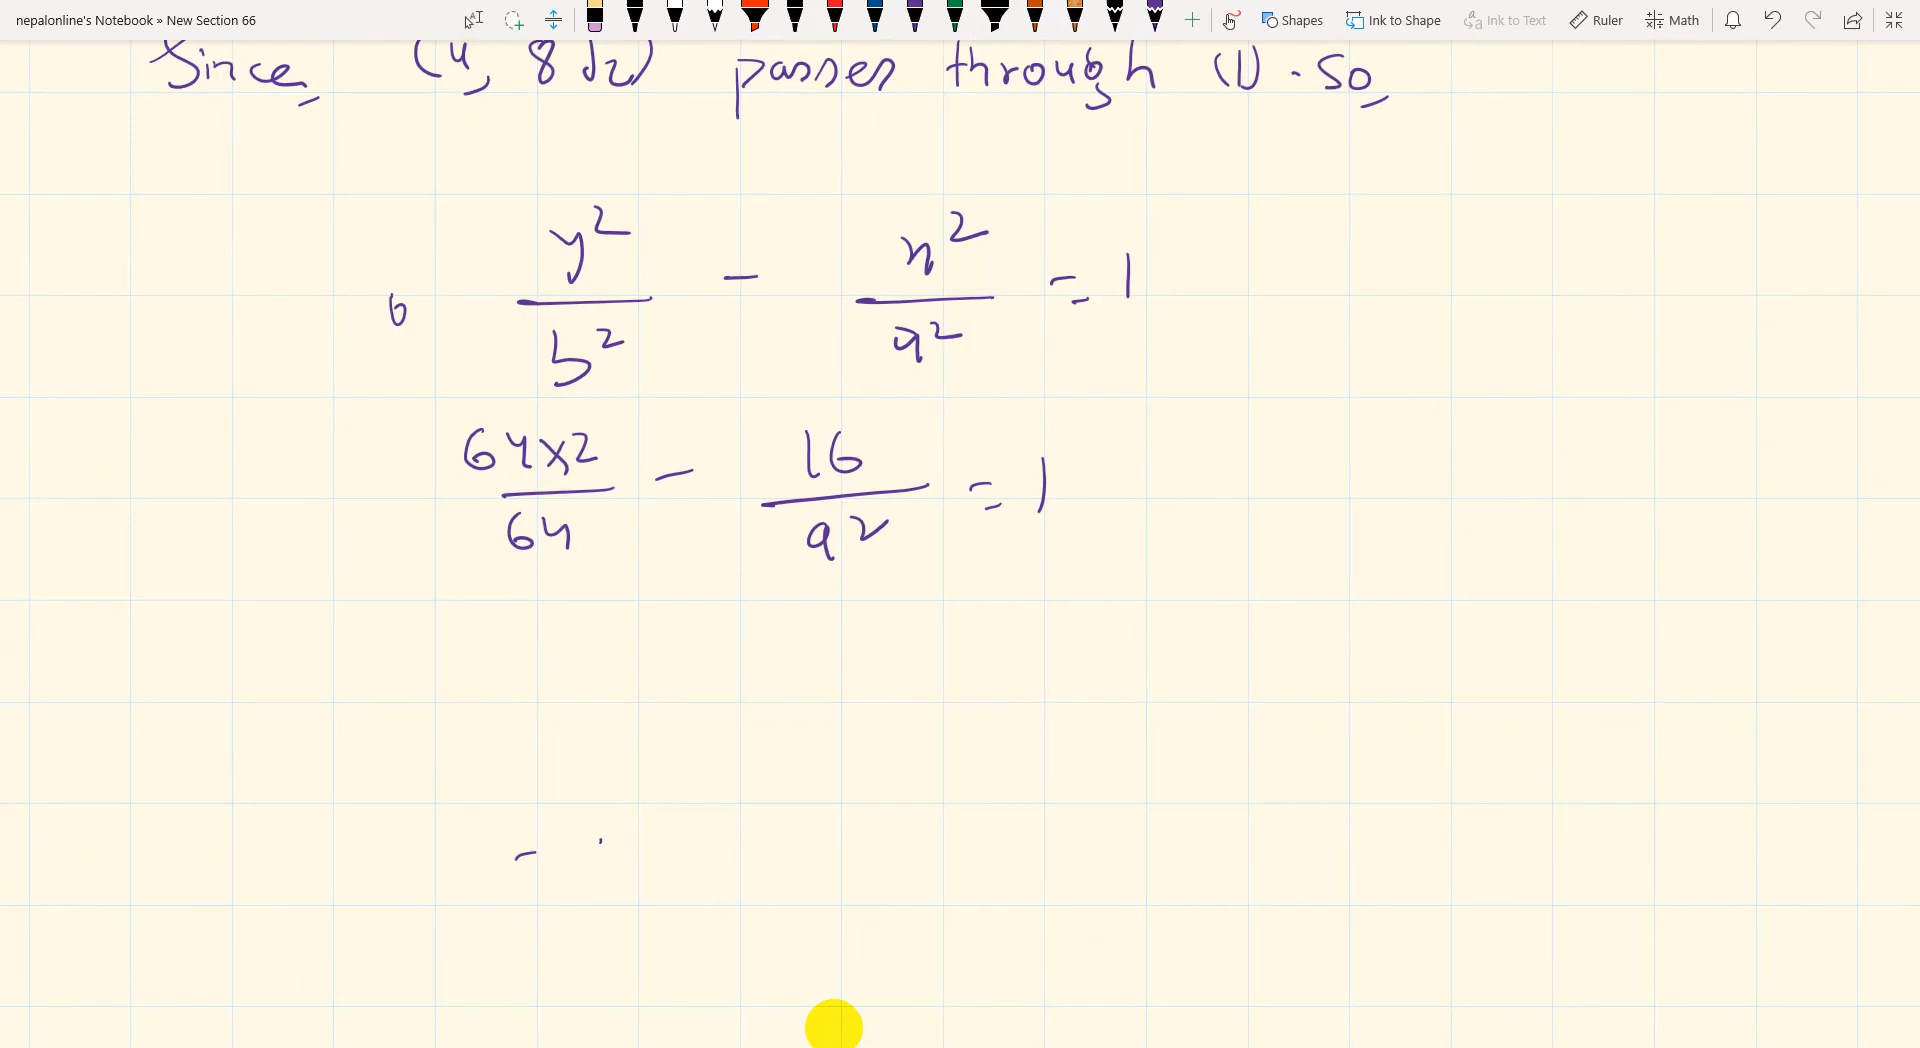 nepalonline's Notebook » New Section 66
Shapes Ink to Shape Ink to Text Ruler Math
Since, (4, 8√2) passes through (1). So,
y² / b² - x² / a² = 1
64×2 / 64 - 16 / a² = 1